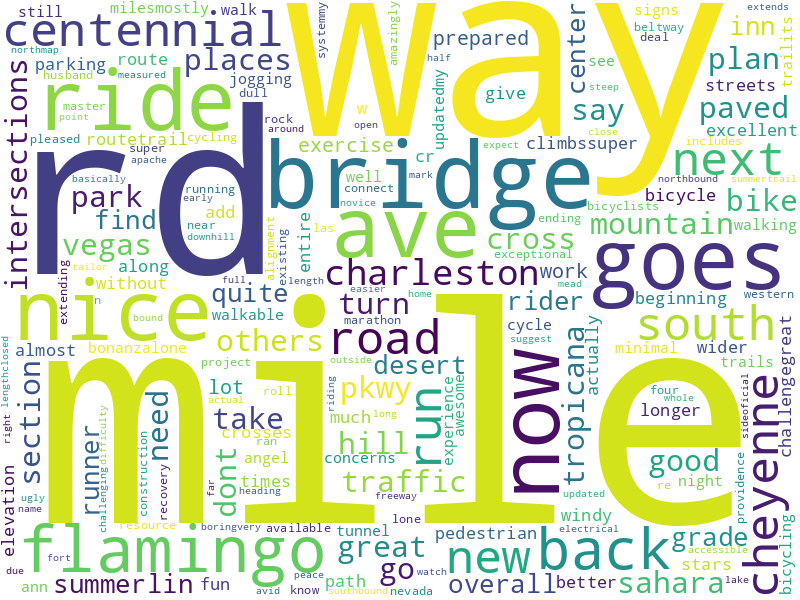 still
milesmostly
walk
systemmy
way
amazingly
extends
signs
beltway
deal
centennial
northmap
measured
route
parking
places
prepared
half
center
inn
see
steep
plan
trailits
husband
jogging
dull
ride
master
point
w
open
give
updatedmy
say
close
includes
streets
paved
excellent
pleased
routetrail
cycling
rock
around
exercise
expect
cr
climbssuper
intersections
super
apache
rd
bridge
well
connect
mark
novice
northbound
summertrail
next
basically
running
early
park
find
add
near
downhill
bicycle
bicyclists
bike
ave
ending
mountain
walking
vegas
alignment
existing
entire
las
cross
exceptional
goes
along
tailor
without
full
length
charleston
work
mead
western
extending
n
bound
quite
easier
home
turn
rider
beginning
nice
walkable
marathon
cycle
suggest
actually
south
others
road
now
almost
bonanzalone
project
outside
desert
tropicana
minimal
wider
trails
challengegreat
lengthclosed
right
section
lot
actual
roll
riding
pkwy
run
experience
awesome
four
whole
longer
cheyenne
sideoficial
mile
need
take
much
long
hill
runner
challenging
difficulty
construction
recovery
crosses
ran
angel
dont
concerns
times
traffic
good
re
night
elevation
ugly
name
far
heading
freeway
updated
windy
providence
resource
boringvery
available
lone
tunnel
pedestrian
electrical
grade
flamingo
great
new
back
stars
accessible
bicycling
due
fort
peace
watch
path
go
ann
summerlin
fun
avid
know
southbound
nevada
overall
better
sahara
lake